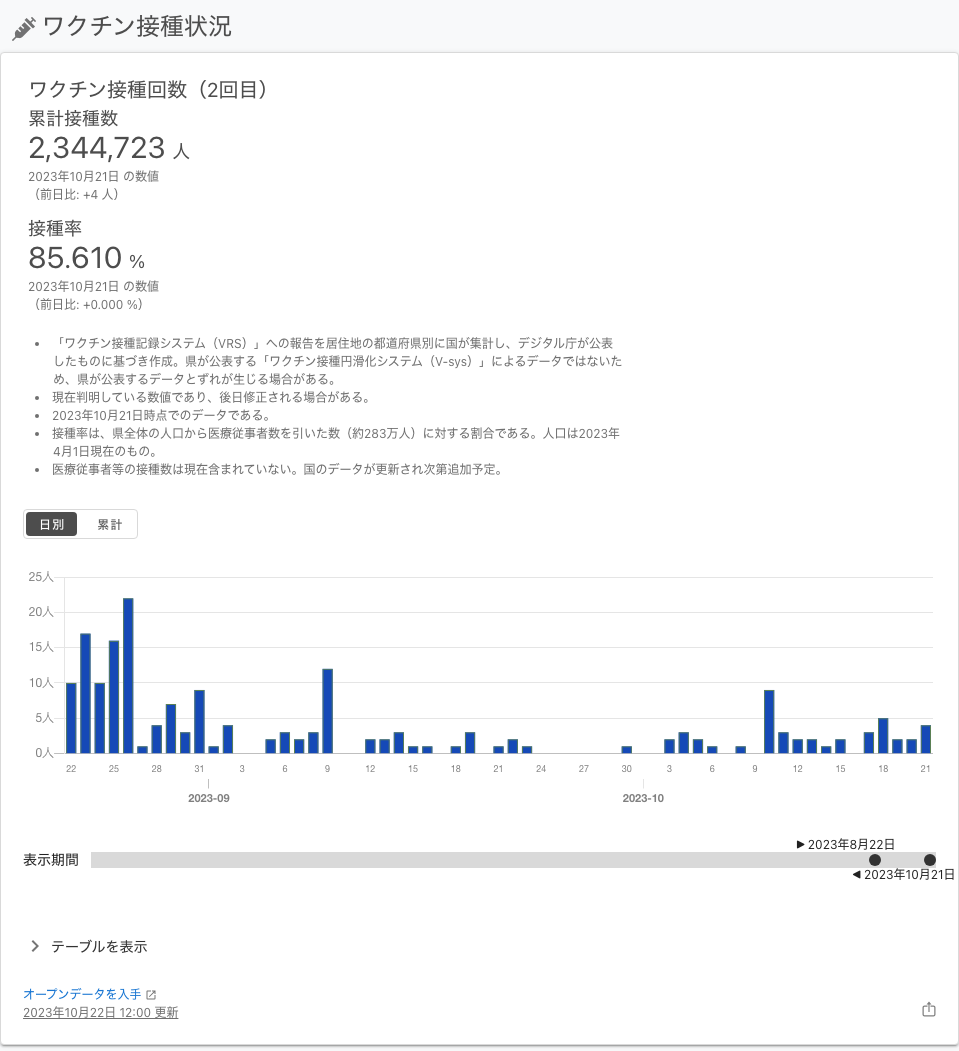 ワクチン接種状況
ワクチン接種回数（2回目）
累計接種数
2,344,723 人
2023年10月21日 の数値
（前日比: +4 人）
接種率
85.610 %
2023年10月21日 の数値
（前日比: +0.000 %）
• 「ワクチン接種記録システム（VRS）」への報告を居住地の都道府県別に国が集計し、デジタル庁が公表
したものに基づき作成。県が公表する「ワクチン接種円滑化システム（V-sys）」によるデータではないた
め、県が公表するデータとずれが生じる場合がある。
• 現在判明している数値であり、後日修正される場合がある。
• 2023年10月21日時点でのデータである。
• 接種率は、県全体の人口から医療従事者数を引いた数（約283万人）に対する割合である。人口は2023年
4月1日現在のもの。
• 医療従事者等の接種数は現在含まれていない。国のデータが更新され次第追加予定。
日別 累計
25人
20人
15人
10人
5人
0人
22 25 28 31 3 6 9 12 15 18 21 24 27 30 3 6 9 12 15 18 21
2023-09 2023-10
▶ 2023年8月22日
表示期間
◀ 2023年10月21日
テーブルを表示
オープンデータを入手
2023年10月22日 12:00 更新